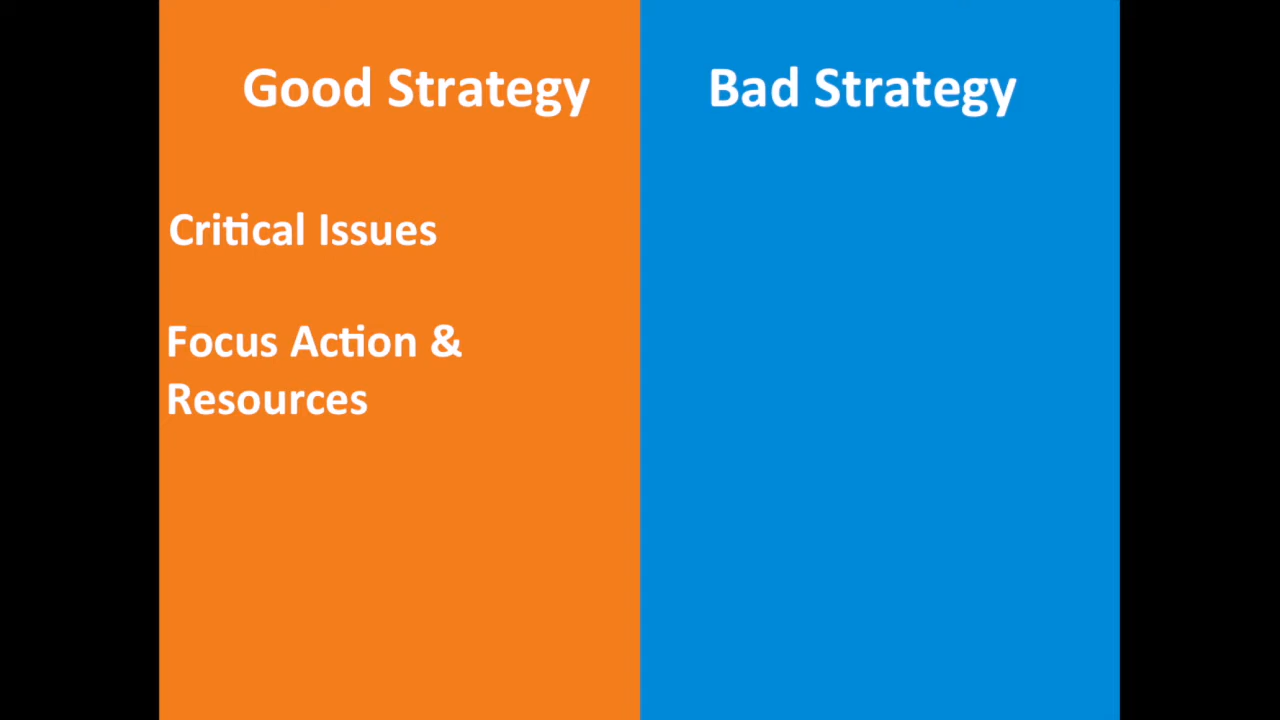 Good Strategy
Bad Strategy
Critical Issues
Focus Action &
Resources